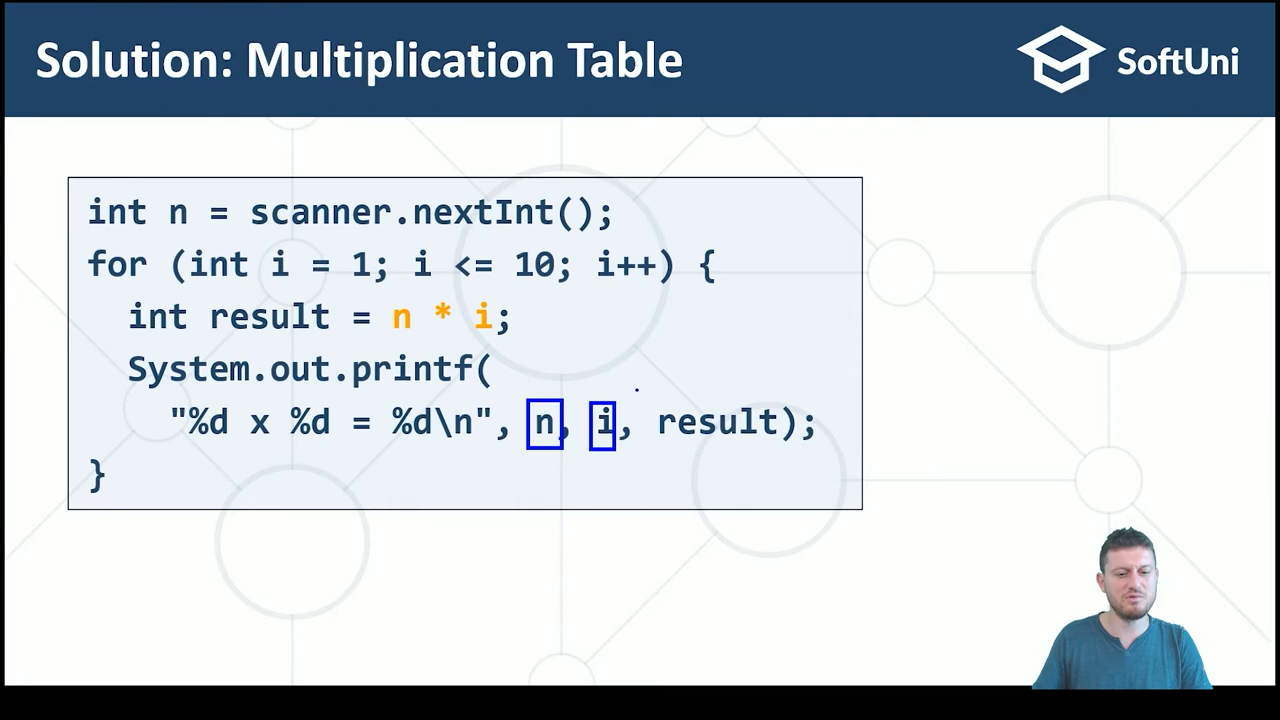 Solution: Multiplication Table
SoftUni
int n = scanner.nextInt();
for (int i = 1; i <= 10; i++) {
int result = n * i;
System.out.printf(
"%d x %d = %d\n", n, i, result);
}